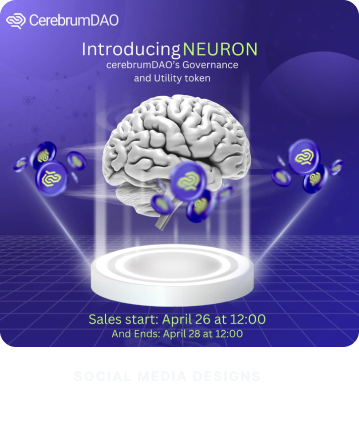 CerebrumDAO
Introducing NEURON
cerebrumDAO's Governance
and Utility token
Sales start: April 26 at 12:00
And Ends: April 28 at 12:00
SOCIAL MEDIA DESIGNS